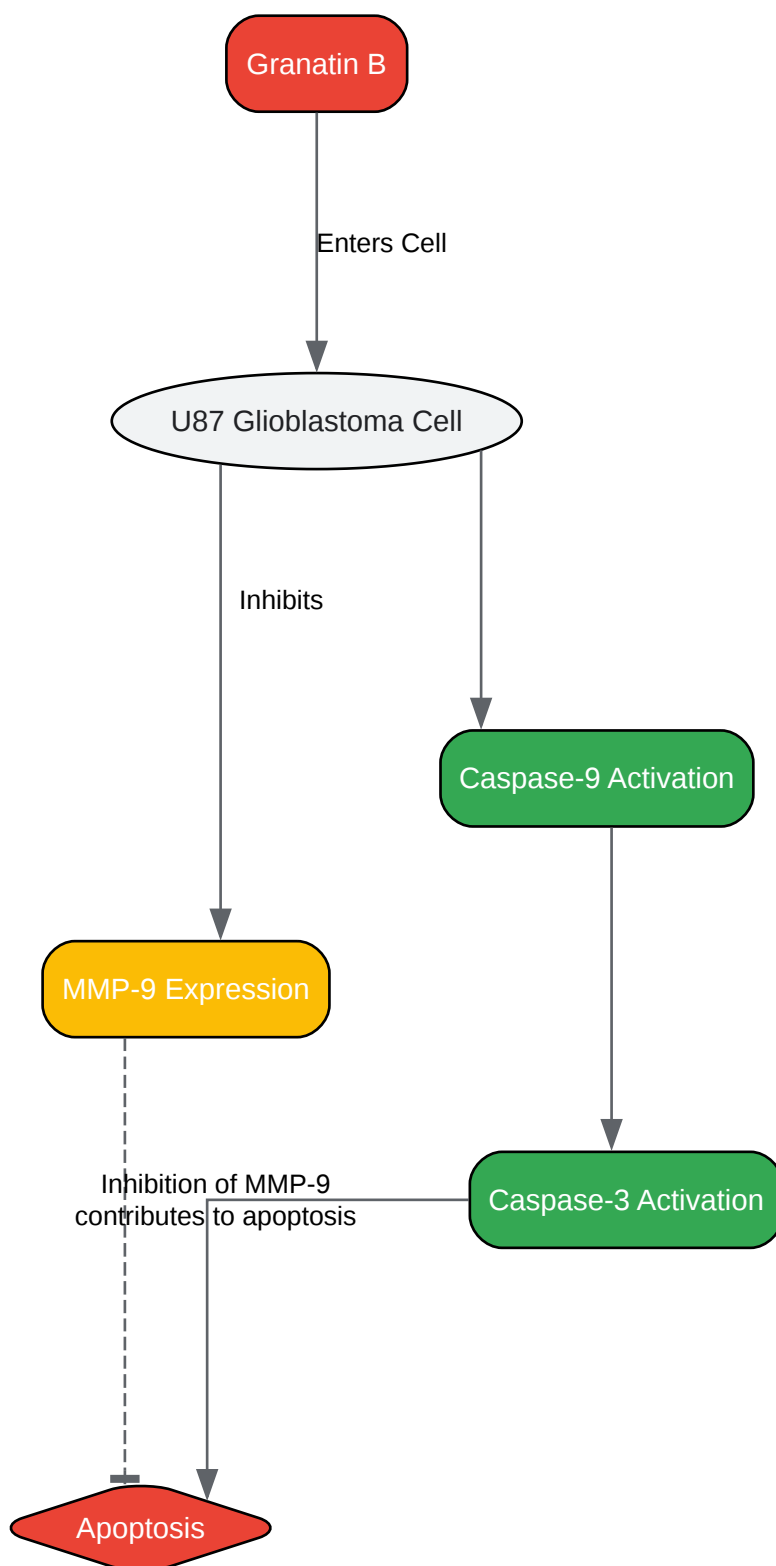 Granatin B
Enters Cell
U87 Glioblastoma Cell
Inhibits
Caspase-9 Activation
MMP-9 Expression
Inhibition of MMP-9
contributes to apoptosis
Caspase-3 Activation
Apoptosis